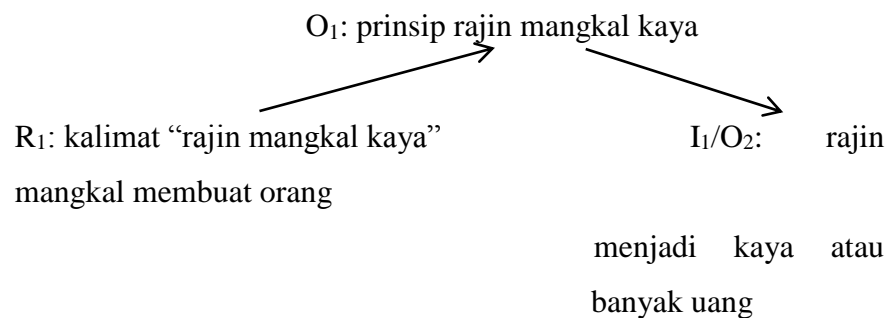 O₁: prinsip rajin mangkal kaya
R₁: kalimat “rajin mangkal kaya” I₁/O₂: rajin
mangkal membuat orang
menjadi kaya atau
banyak uang